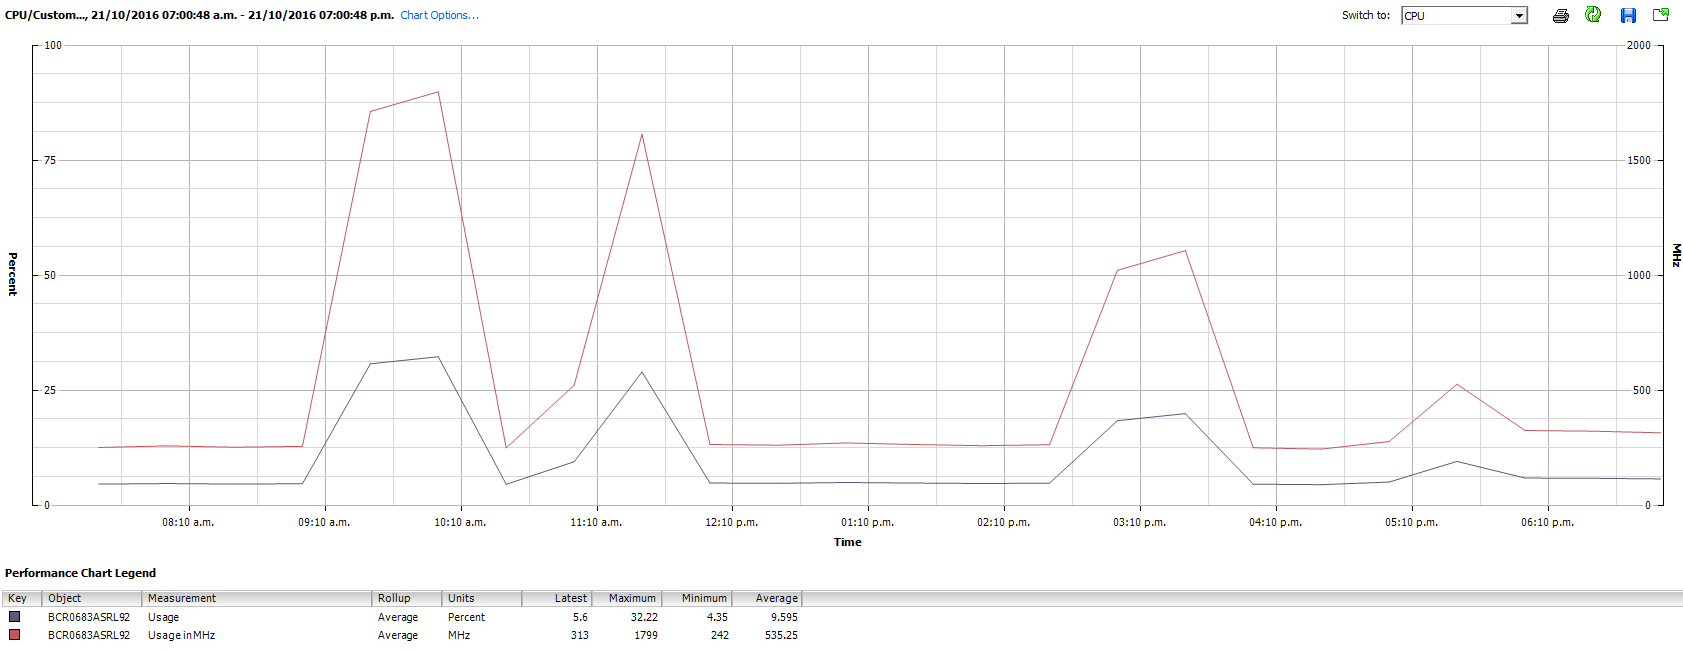 CPU/Custom..., 21/10/2016 07:00:48 a.m. - 21/10/2016 07:00:48 p.m. Chart Options... Switch to: CPU
100 2000
75 1500
Percent 50 1000 MHz
25 500
0 0
08:10 a.m. 09:10 a.m. 10:10 a.m. 11:10 a.m. 12:10 p.m. 01:10 p.m. 02:10 p.m. 03:10 p.m. 04:10 p.m. 05:10 p.m. 06:10 p.m.
Time
Performance Chart Legend
Key Object Measurement Rollup Units Latest Maximum Minimum Average
BCR0683ASRL92 Usage Average Percent 5.6 32.22 4.35 9.595
BCR0683ASRL92 Usage in MHz Average MHz 313 1799 242 535.25